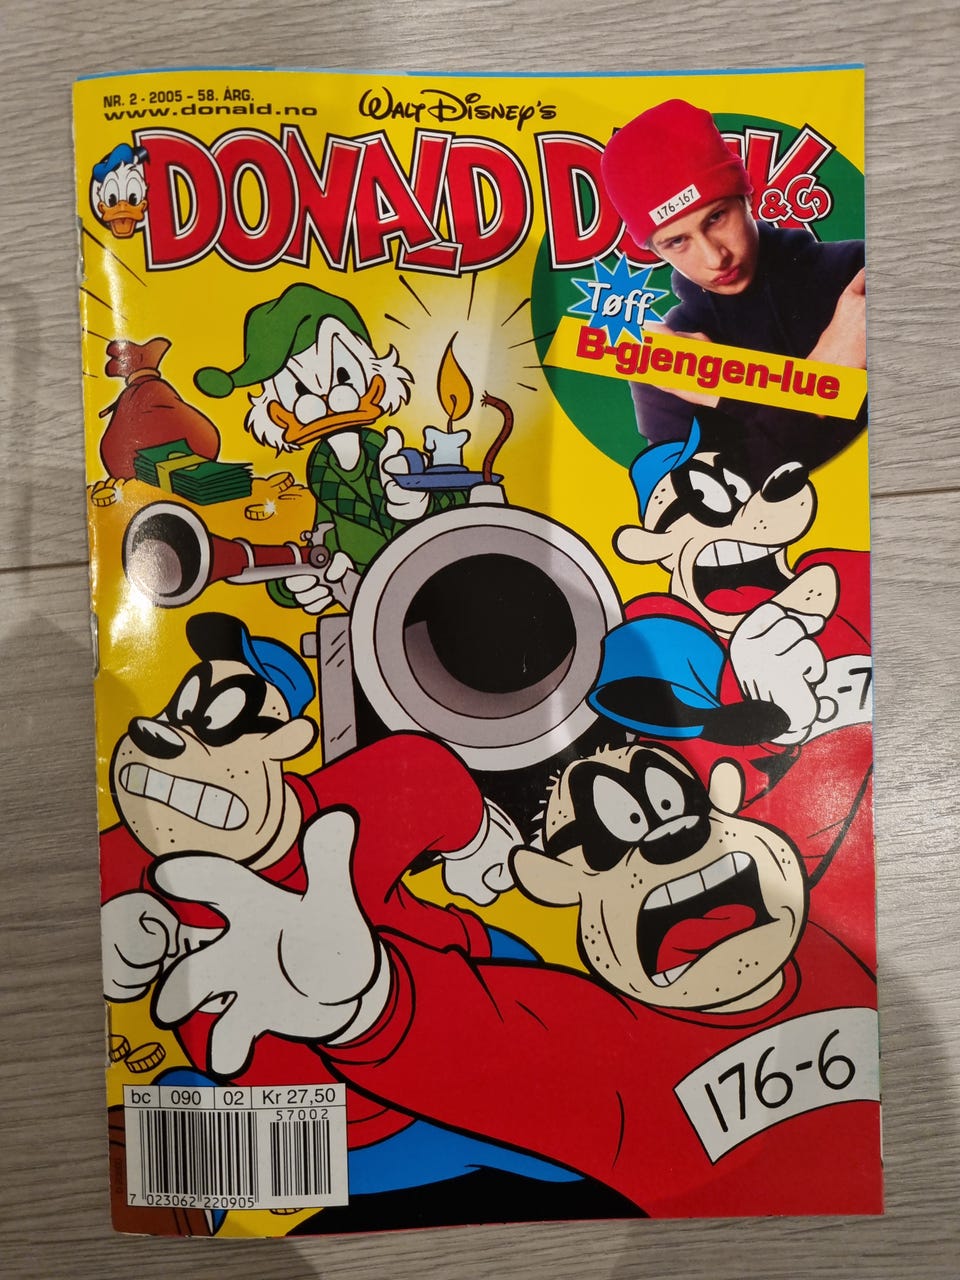 NR. 2 - 2005 - 58. ÅRG.
www.donald.no
WALT DISNEY'S
DONALD DUCK
& Co
176-167
Tøff
B-gjengen-lue
-7
176-6
bc 090 02 Kr 27,50
57002
7 023062 220905